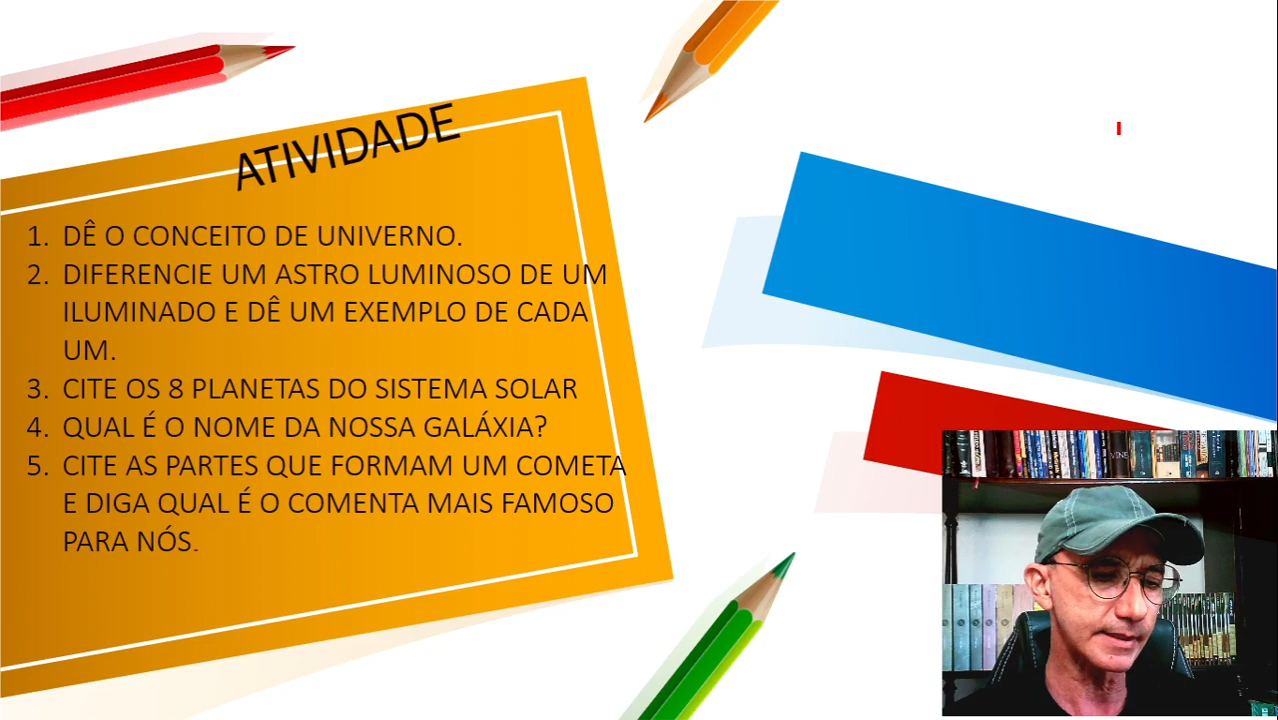 ATIVIDADE
1. DÊ O CONCEITO DE UNIVERNO.
2. DIFERENCIE UM ASTRO LUMINOSO DE UM
ILUMINADO E DÊ UM EXEMPLO DE CADA
UM.
3. CITE OS 8 PLANETAS DO SISTEMA SOLAR
4. QUAL É O NOME DA NOSSA GALÁXIA?
5. CITE AS PARTES QUE FORMAM UM COMETA
E DIGA QUAL É O COMENTA MAIS FAMOSO
PARA NÓS.